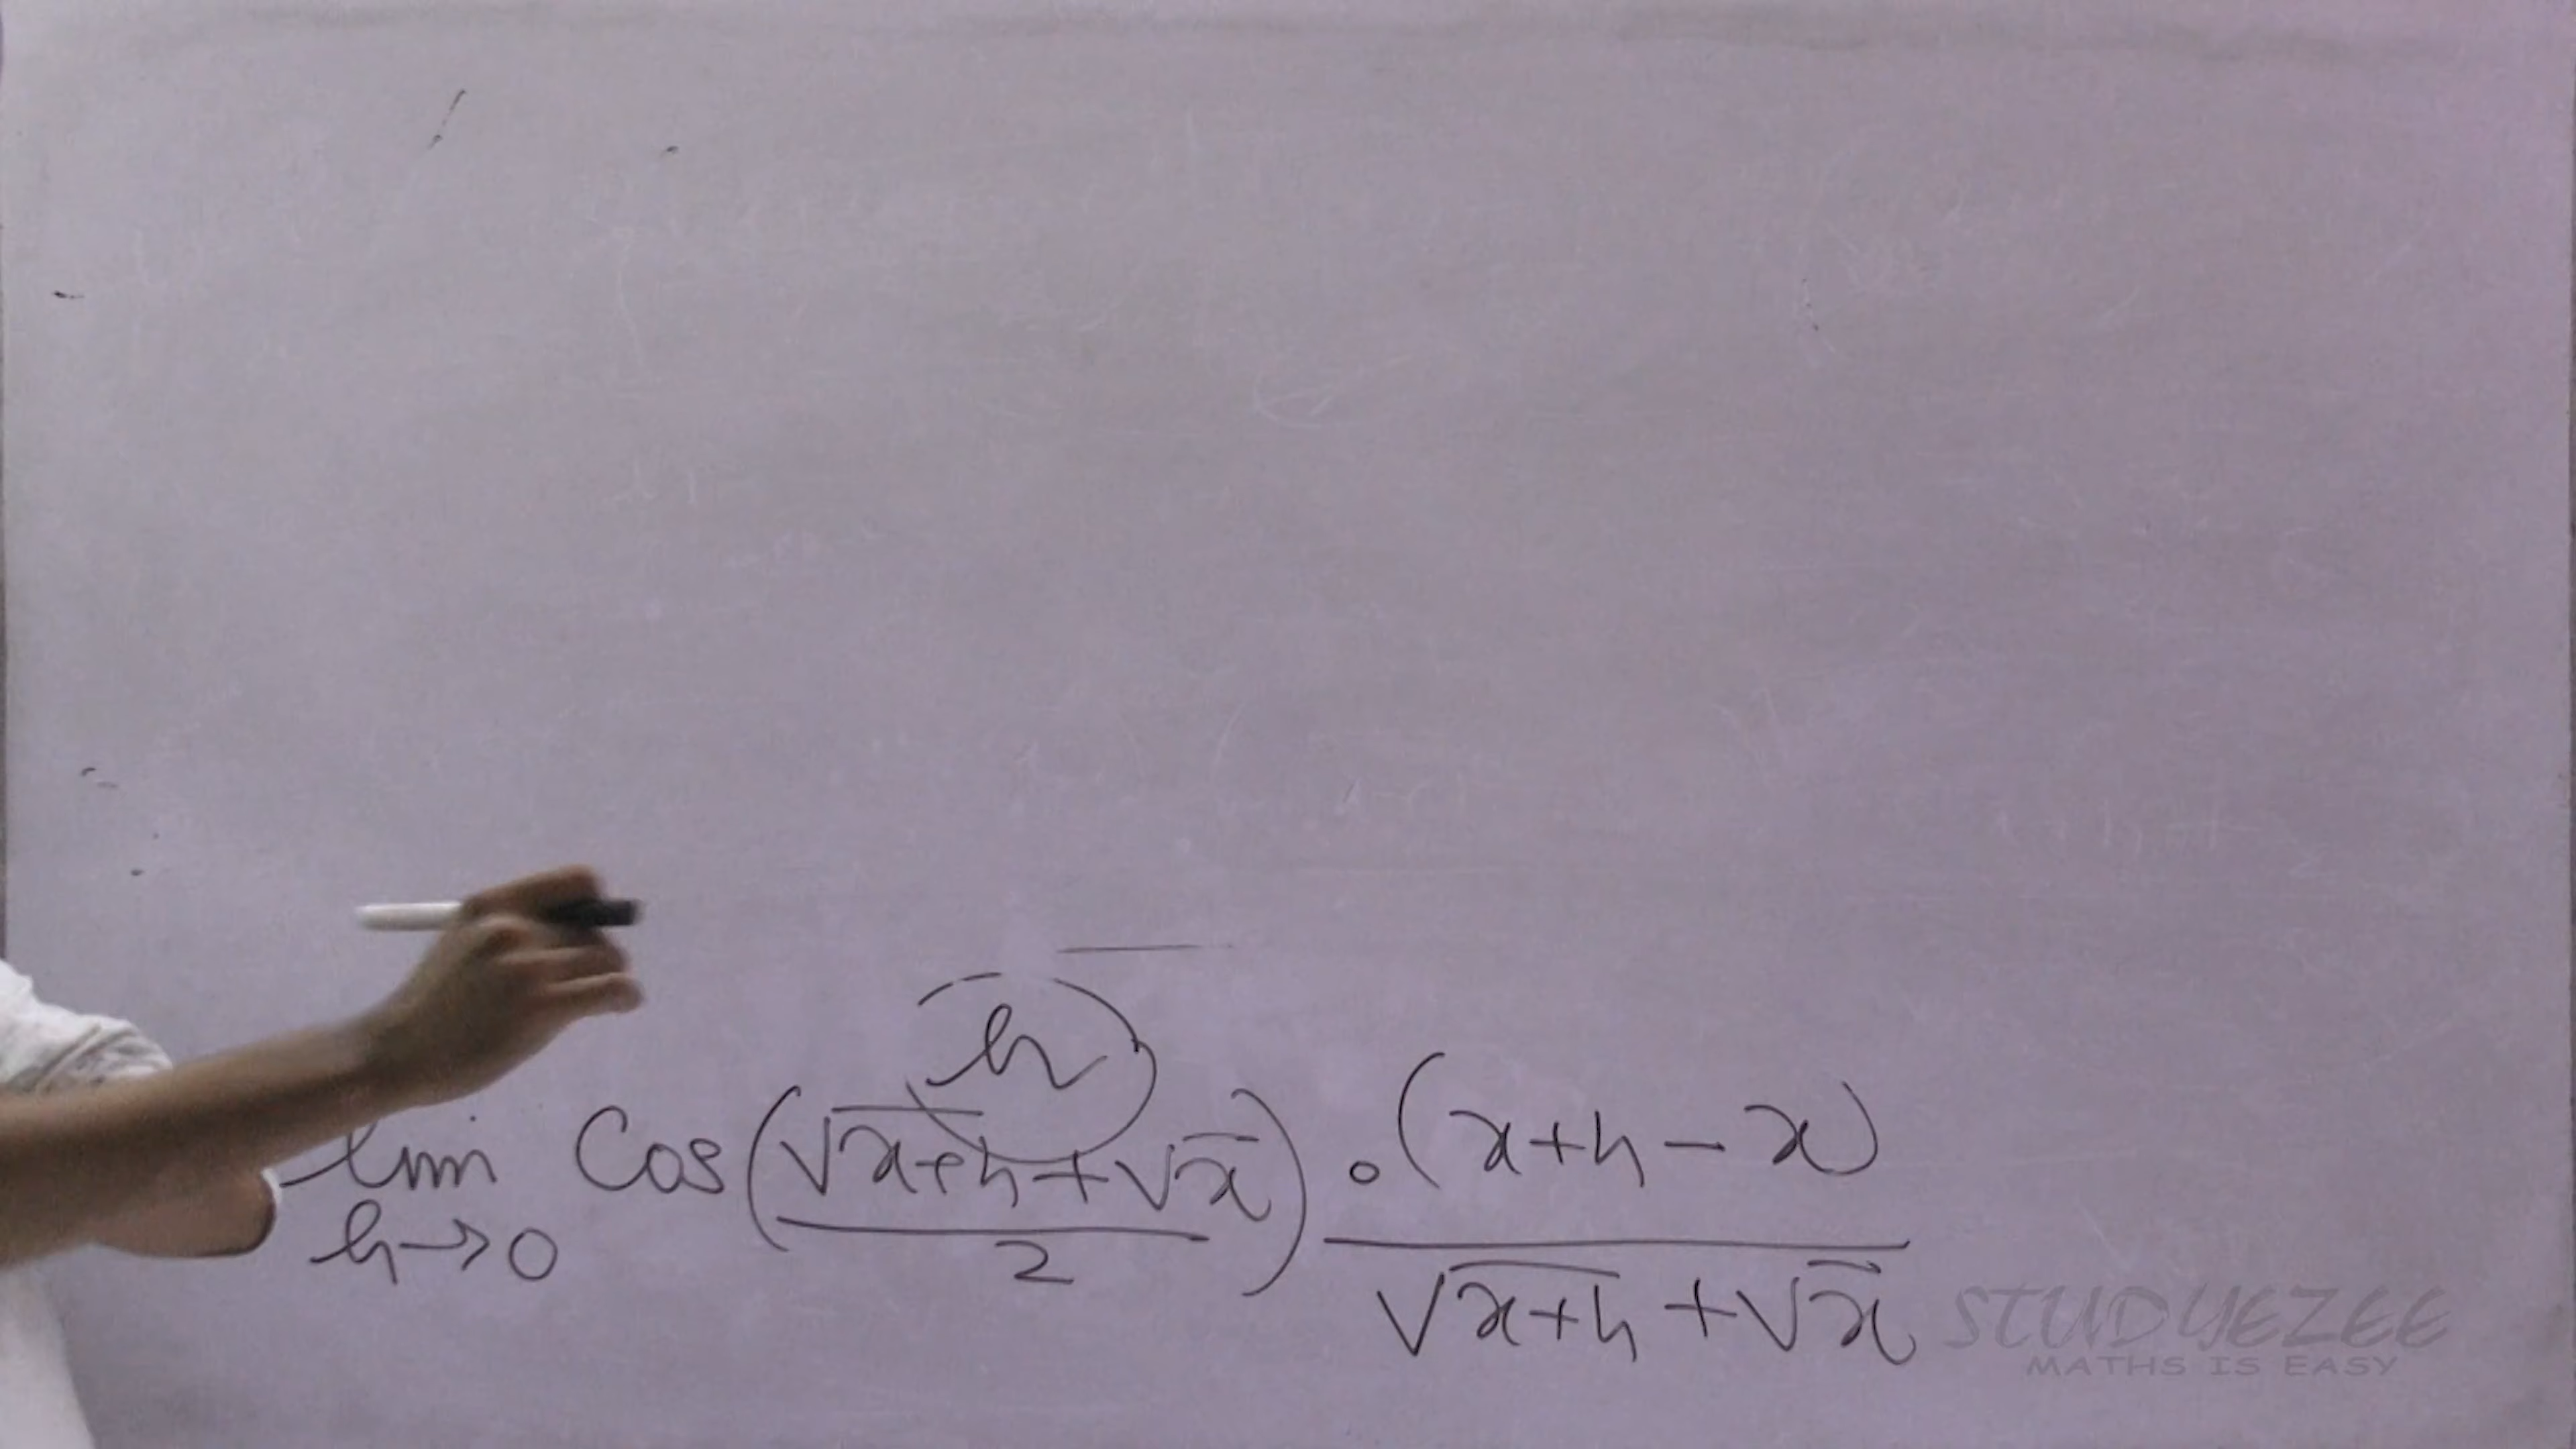 h
lim Cos(√x+h+√x) . (x+h-x)
h→0 2 √x+h+√x
STUDYEZEE
MATHS IS EASY